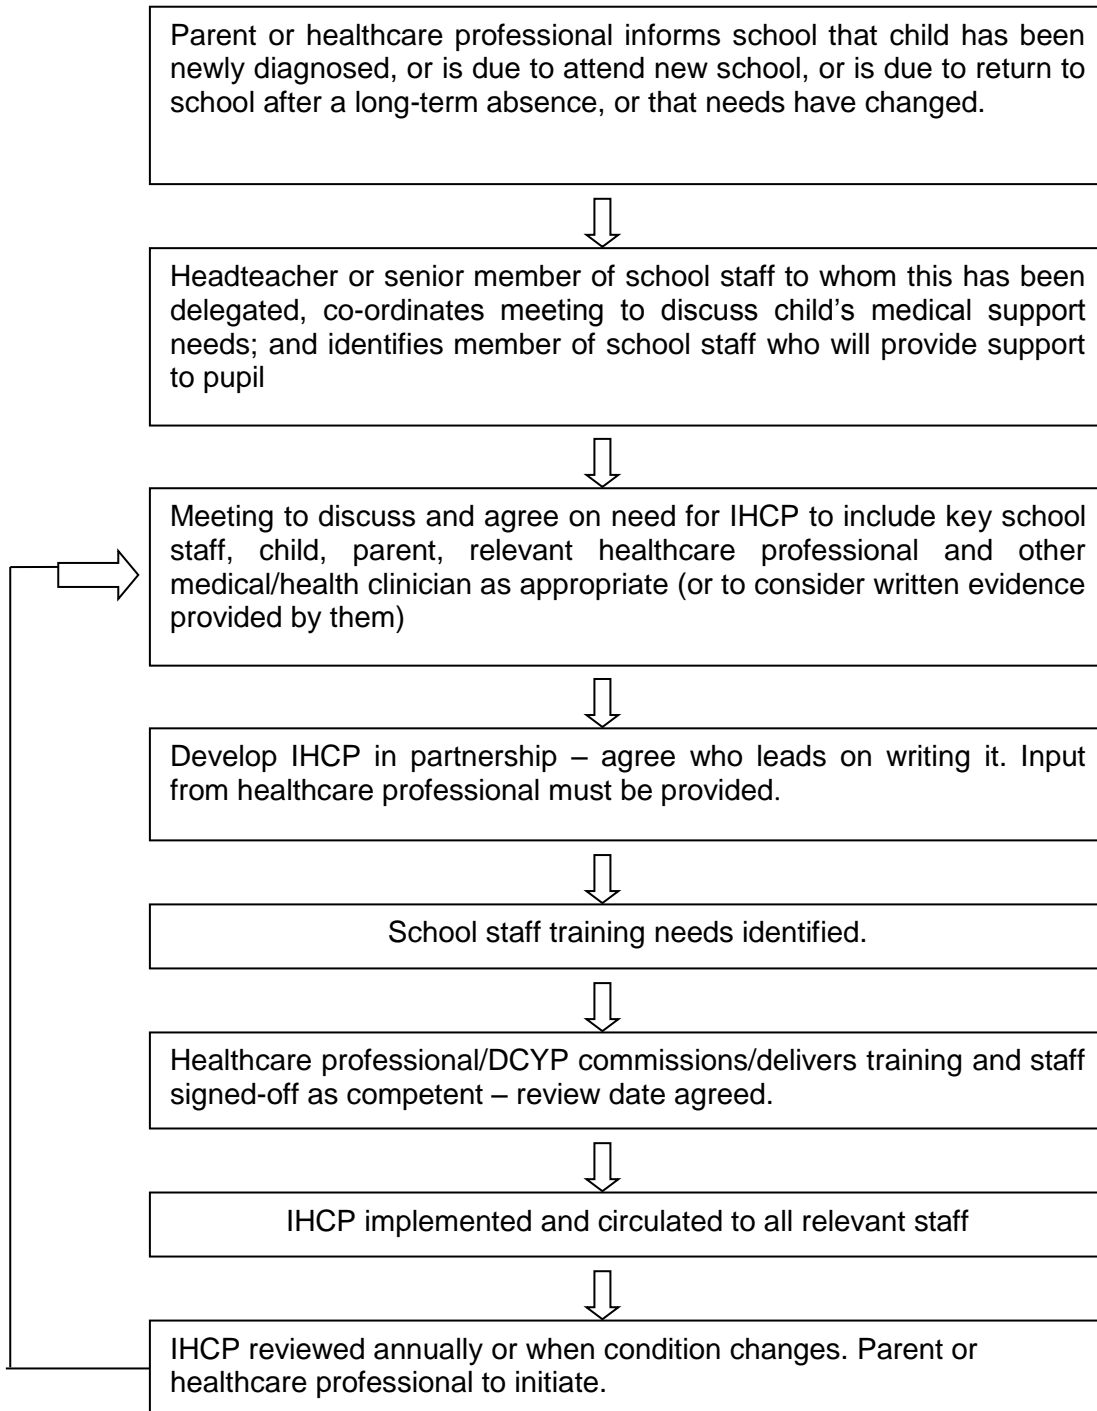 Parent or healthcare professional informs school that child has been
newly diagnosed, or is due to attend new school, or is due to return to
school after a long-term absence, or that needs have changed.
Headteacher or senior member of school staff to whom this has been
delegated, co-ordinates meeting to discuss child’s medical support
needs; and identifies member of school staff who will provide support
to pupil
Meeting to discuss and agree on need for IHCP to include key school
staff, child, parent, relevant healthcare professional and other
medical/health clinician as appropriate (or to consider written evidence
provided by them)
Develop IHCP in partnership – agree who leads on writing it. Input
from healthcare professional must be provided.
School staff training needs identified.
Healthcare professional/DCYP commissions/delivers training and staff
signed-off as competent – review date agreed.
IHCP implemented and circulated to all relevant staff
IHCP reviewed annually or when condition changes. Parent or
healthcare professional to initiate.